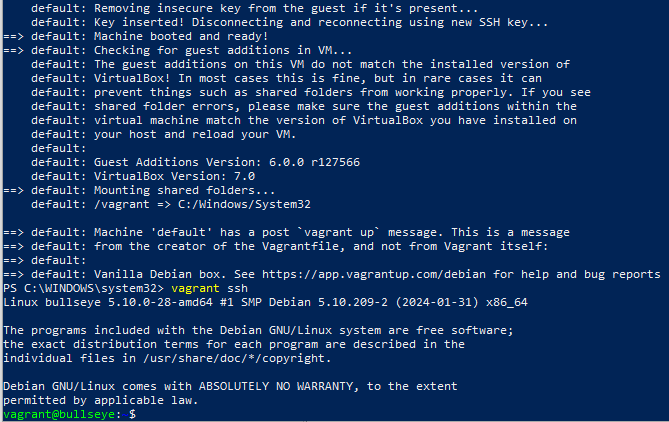 default: Removing insecure key from the guest if it's present...
default: Key inserted! Disconnecting and reconnecting using new SSH key...
==> default: Machine booted and ready!
==> default: Checking for guest additions in VM...
default: The guest additions on this VM do not match the installed version of
default: VirtualBox! In most cases this is fine, but in rare cases it can
default: prevent things such as shared folders from working properly. If you see
default: shared folder errors, please make sure the guest additions within the
default: virtual machine match the version of VirtualBox you have installed on
default: your host and reload your VM.
default:
default: Guest Additions Version: 6.0.0 r127566
default: VirtualBox Version: 7.0
==> default: Mounting shared folders...
default: /vagrant => C:/Windows/System32
==> default: Machine 'default' has a post `vagrant up` message. This is a message
==> default: from the creator of the Vagrantfile, and not from Vagrant itself:
==> default:
==> default: Vanilla Debian box. See https://app.vagrantup.com/debian for help and bug reports
PS C:\WINDOWS\system32> vagrant ssh
Linux bullseye 5.10.0-28-amd64 #1 SMP Debian 5.10.209-2 (2024-01-31) x86_64
The programs included with the Debian GNU/Linux system are free software;
the exact distribution terms for each program are described in the
individual files in /usr/share/doc/*/copyright.
Debian GNU/Linux comes with ABSOLUTELY NO WARRANTY, to the extent
permitted by applicable law.
vagrant@bullseye: $